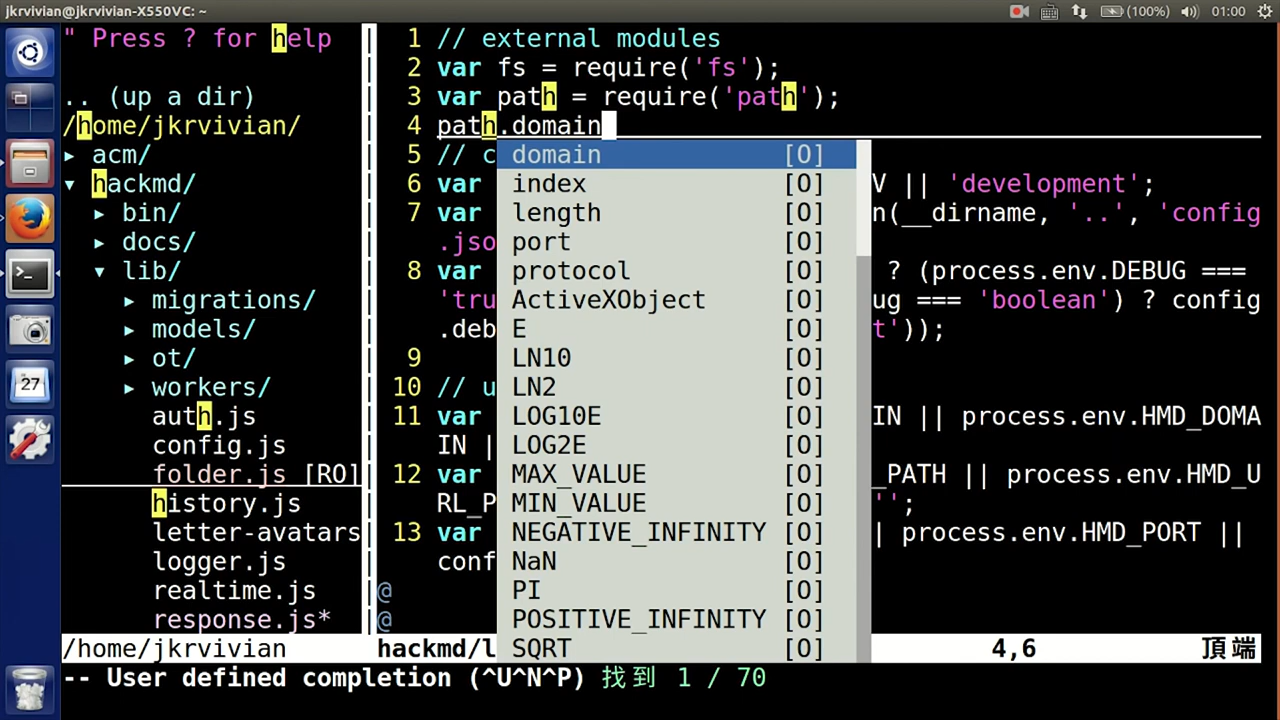 jkrvivian@jkrvivian-X550VC: ~
(100%)
01:00
27
" Press ? for help
.. (up a dir)
/home/jkrvivian/
▸ acm/
▾ hackmd/
▸ bin/
▸ docs/
▾ lib/
▸ migrations/
▸ models/
▸ ot/
▸ workers/
auth.js
config.js
folder.js [RO]
history.js
letter-avatars
logger.js
realtime.js
response.js*
/home/jkrvivian
1 // external modules
2 var fs = require('fs');
3 var path = require('path');
4 path.domain
5 // c
6 var V || 'development';
7 var n(__dirname, '..', 'config
.jso
8 var ? (process.env.DEBUG ===
'tru ug === 'boolean') ? config
.deb t'));
9
10 // u
11 var IN || process.env.HMD_DOMA
IN |
12 var _PATH || process.env.HMD_U
RL_P '';
13 var | process.env.HMD_PORT ||
conf
@
@
domain [O]
index [O]
length [O]
port [O]
protocol [O]
ActiveXObject [O]
E [O]
LN10 [O]
LN2 [O]
LOG10E [O]
LOG2E [O]
MAX_VALUE [O]
MIN_VALUE [O]
NEGATIVE_INFINITY [O]
NaN [O]
PI [O]
POSITIVE_INFINITY [O]
SQRT [O]
hackmd/l 4,6 頂端
-- User defined completion (^U^N^P) 找到 1 / 70